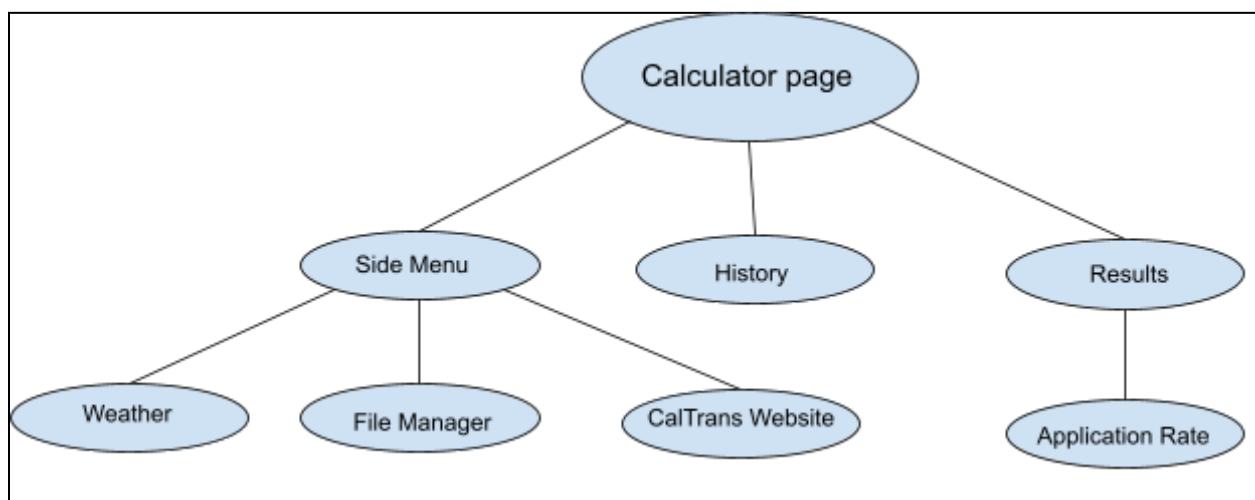 Calculator page
Side Menu
History
Results
Weather
File Manager
CalTrans Website
Application Rate